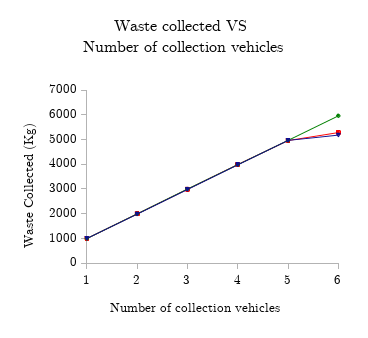 Waste collected VS
Number of collection vehicles
7000
6000
5000
4000
3000
2000
1000
0
1 2 3 4 5 6
Waste Collected (Kg)
Number of collection vehicles